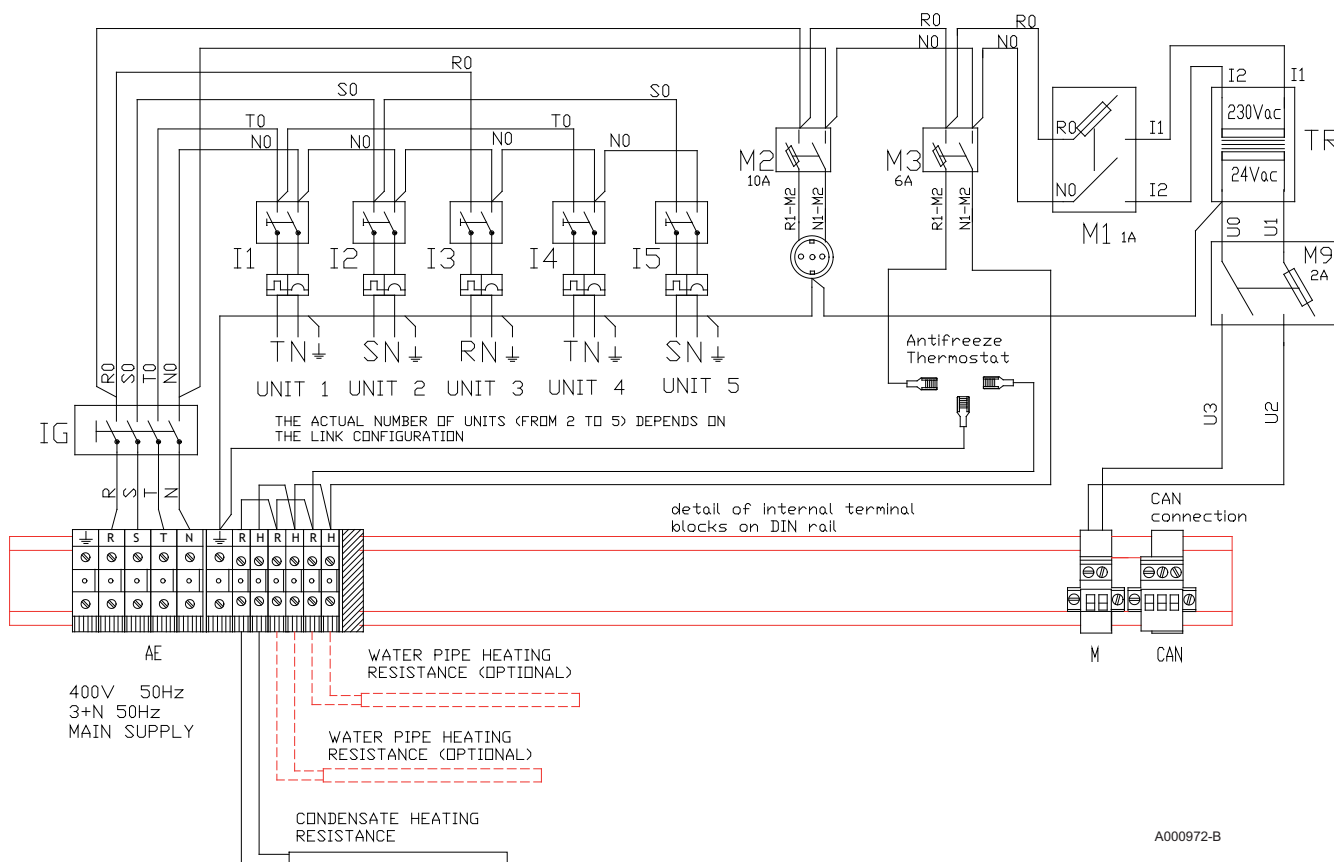 R0
N0
R0
N0
R0
S0
S0
T0
T0
N0
N0
N0
N0
I2
I1
230Vac
24Vac
TR
R0
N0
I1
I2
M1 1A
M2
10A
M3
6A
R1-M2
N1-M2
R1-M2
N1-M2
U0
U1
M9
2A
I1
I2
I3
I4
I5
TN
SN
RN
TN
SN
UNIT 1
UNIT 2
UNIT 3
UNIT 4
UNIT 5
Antifreeze
Thermostat
R0
S0
T0
N0
THE ACTUAL NUMBER OF UNITS (FROM 2 TO 5) DEPENDS ON
THE LINK CONFIGURATION
IG
U3
U2
R
S
T
N
detail of internal terminal
blocks on DIN rail
CAN
connection
R S T N
R H R H R H
AE
M
CAN
400V 50Hz
3+N 50Hz
MAIN SUPPLY
WATER PIPE HEATING
RESISTANCE (OPTIONAL)
WATER PIPE HEATING
RESISTANCE (OPTIONAL)
CONDENSATE HEATING
RESISTANCE
A000972-B